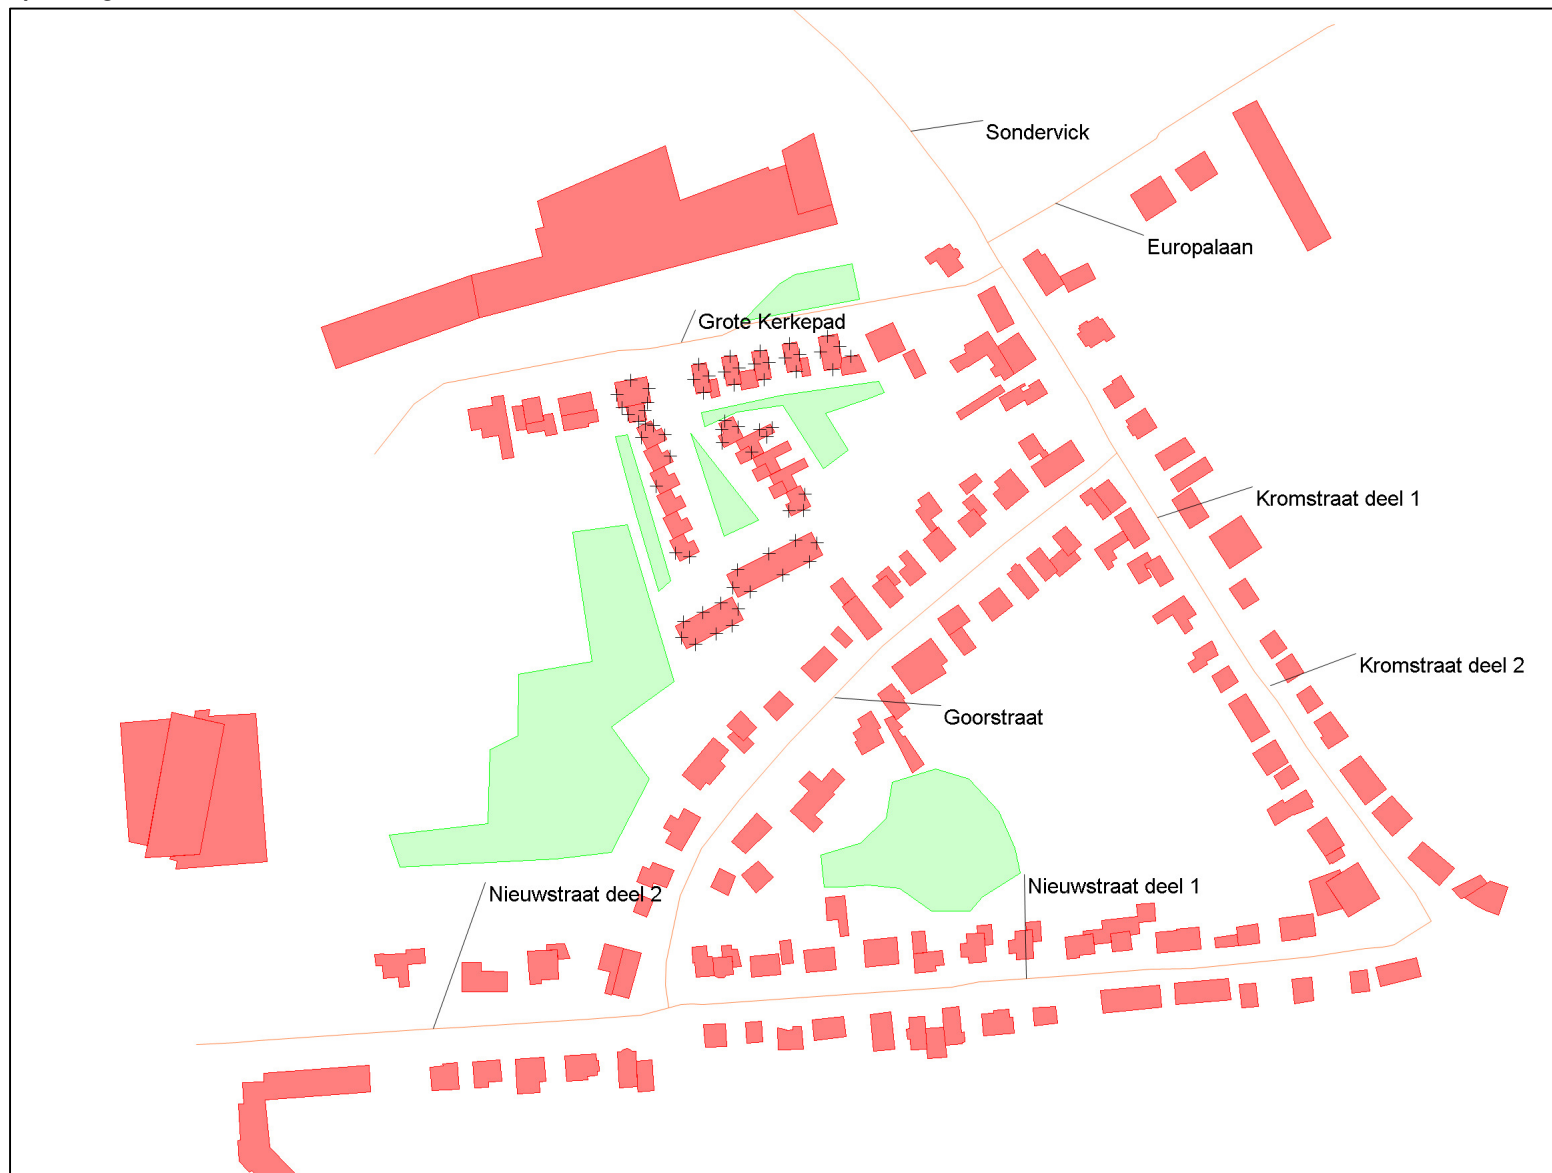 Sondervick
Europalaan
Grote Kerkepad
Kromstraat deel 1
Kromstraat deel 2
Goorstraat
Nieuwstraat deel 1
Nieuwstraat deel 2